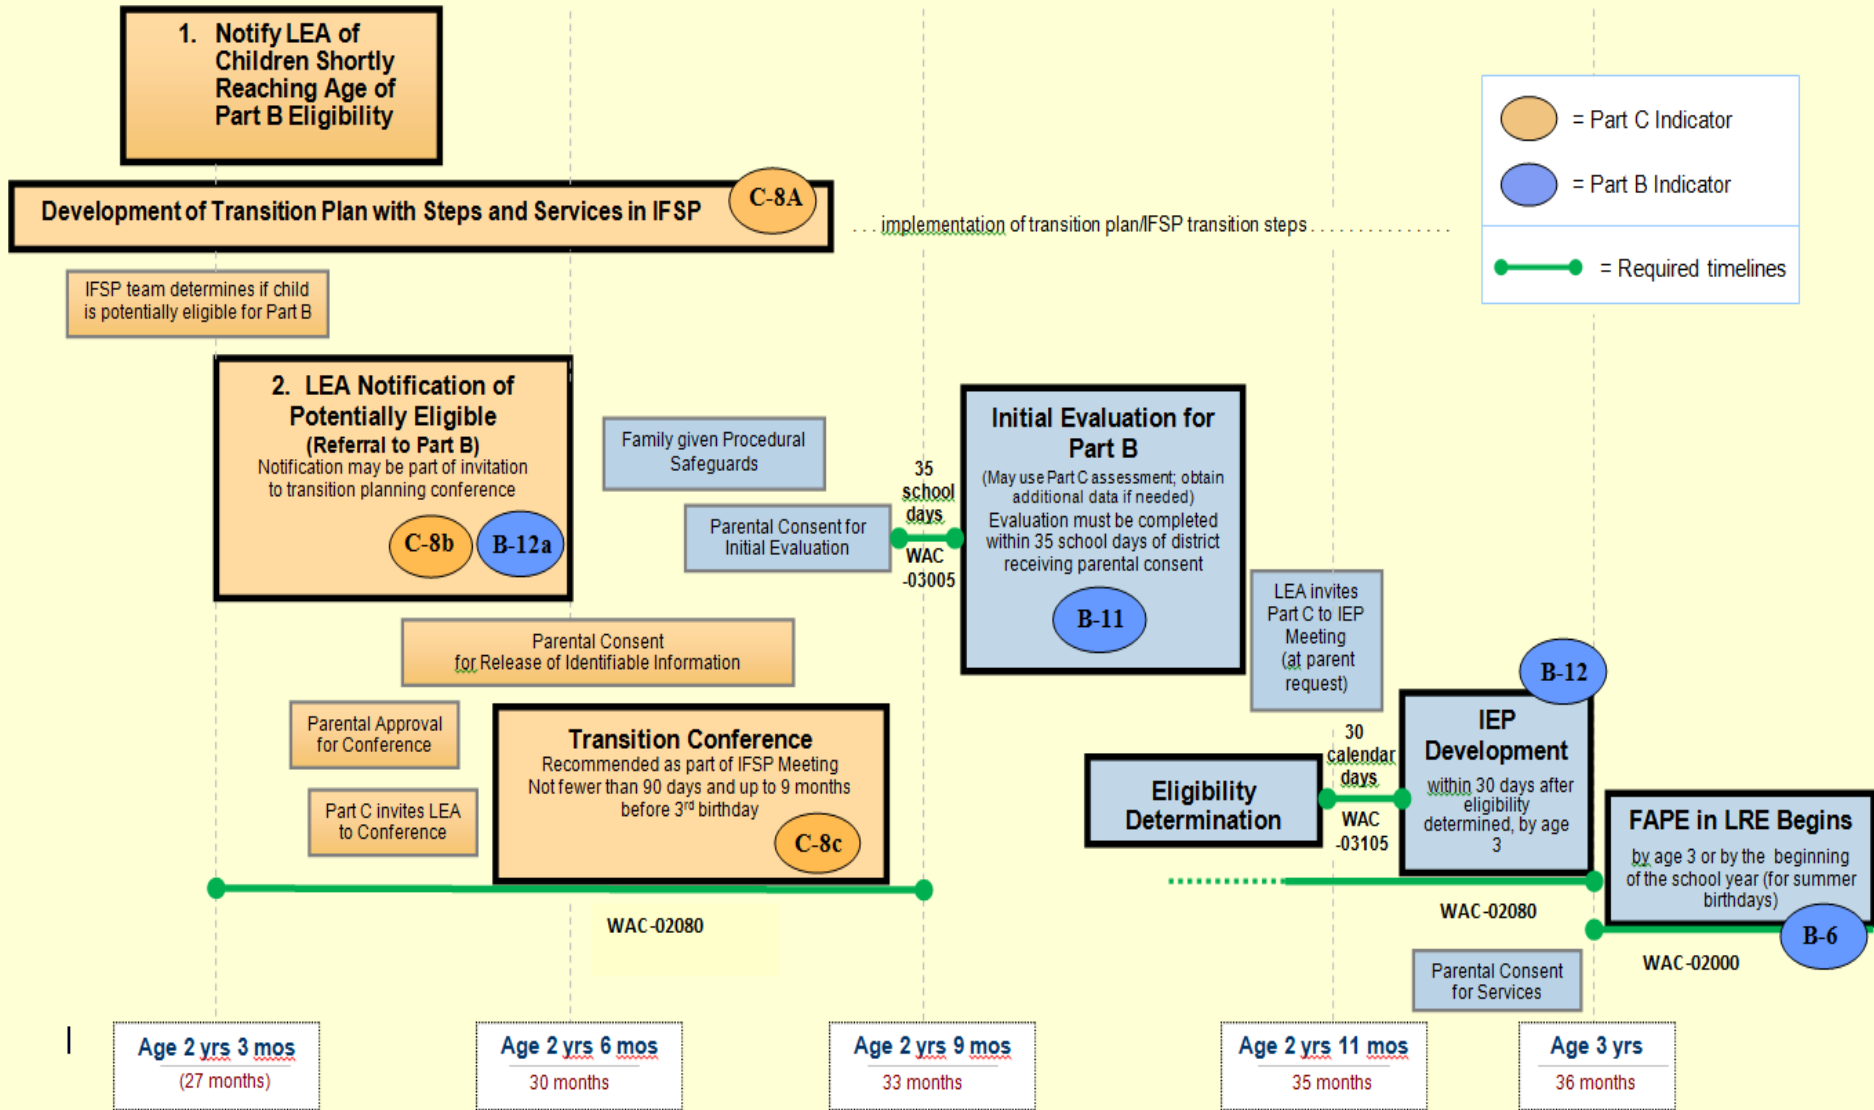 1. Notify LEA of
Children Shortly
Reaching Age of
Part B Eligibility
= Part C Indicator
= Part B Indicator
= Required timelines
Development of Transition Plan with Steps and Services in IFSP
C-8A
. . . implementation of transition plan/IFSP transition steps . . . . . . . . . . . . . . . . . .
IFSP team determines if child
is potentially eligible for Part B
2. LEA Notification of
Potentially Eligible
(Referral to Part B)
Notification may be part of invitation
to transition planning conference
C-8b
B-12a
Family given Procedural
Safeguards
Parental Consent for
Initial Evaluation
35
school
days
WAC
-03005
Initial Evaluation for
Part B
(May use Part C assessment; obtain
additional data if needed)
Evaluation must be completed
within 35 school days of district
receiving parental consent
B-11
LEA invites
Part C to IEP
Meeting
(at parent
request)
Parental Consent
for Release of Identifiable Information
Parental Approval
for Conference
Part C invites LEA
to Conference
Transition Conference
Recommended as part of IFSP Meeting
Not fewer than 90 days and up to 9 months
before 3rd birthday
C-8c
WAC-02080
Eligibility
Determination
30
calendar
days
WAC
-03105
B-12
IEP
Development
within 30 days after
eligibility
determined, by age
3
WAC-02080
FAPE in LRE Begins
by age 3 or by the beginning
of the school year (for summer
birthdays)
B-6
WAC-02000
Parental Consent
for Services
Age 2 yrs 3 mos
(27 months)
Age 2 yrs 6 mos
30 months
Age 2 yrs 9 mos
33 months
Age 2 yrs 11 mos
35 months
Age 3 yrs
36 months